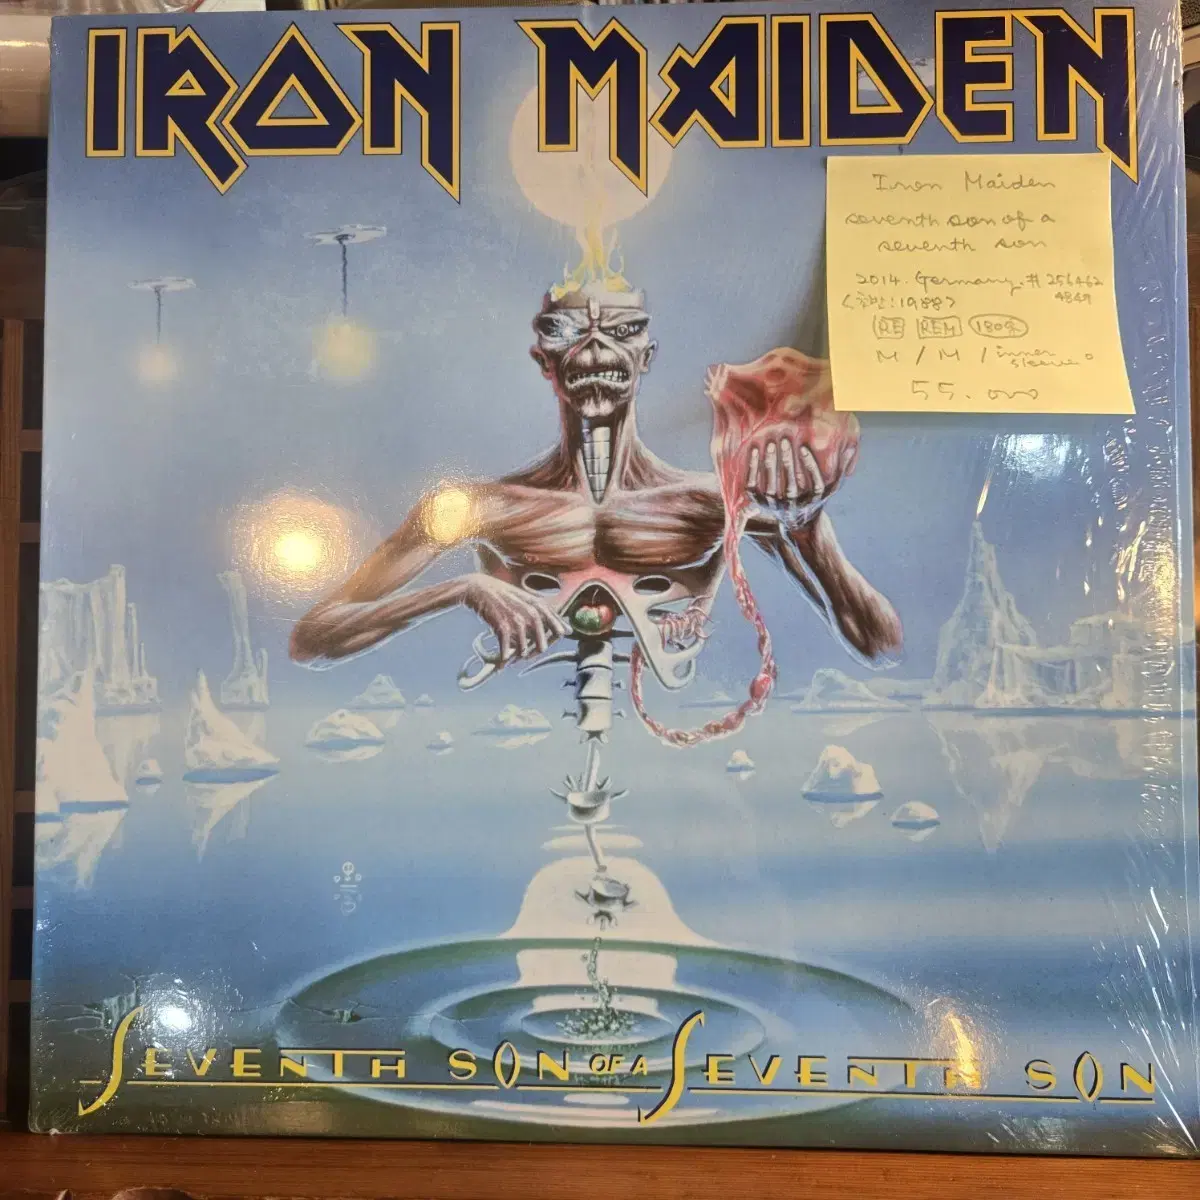 IRON MAIDEN
Iron Maiden
seventh son of a
seventh son
2014. Germany. # 256462
4849
<초반:1988>
RE REM 180g
M / M / inner
sleeve o
55.000
SEVENTH SON OF A SEVENTH SON